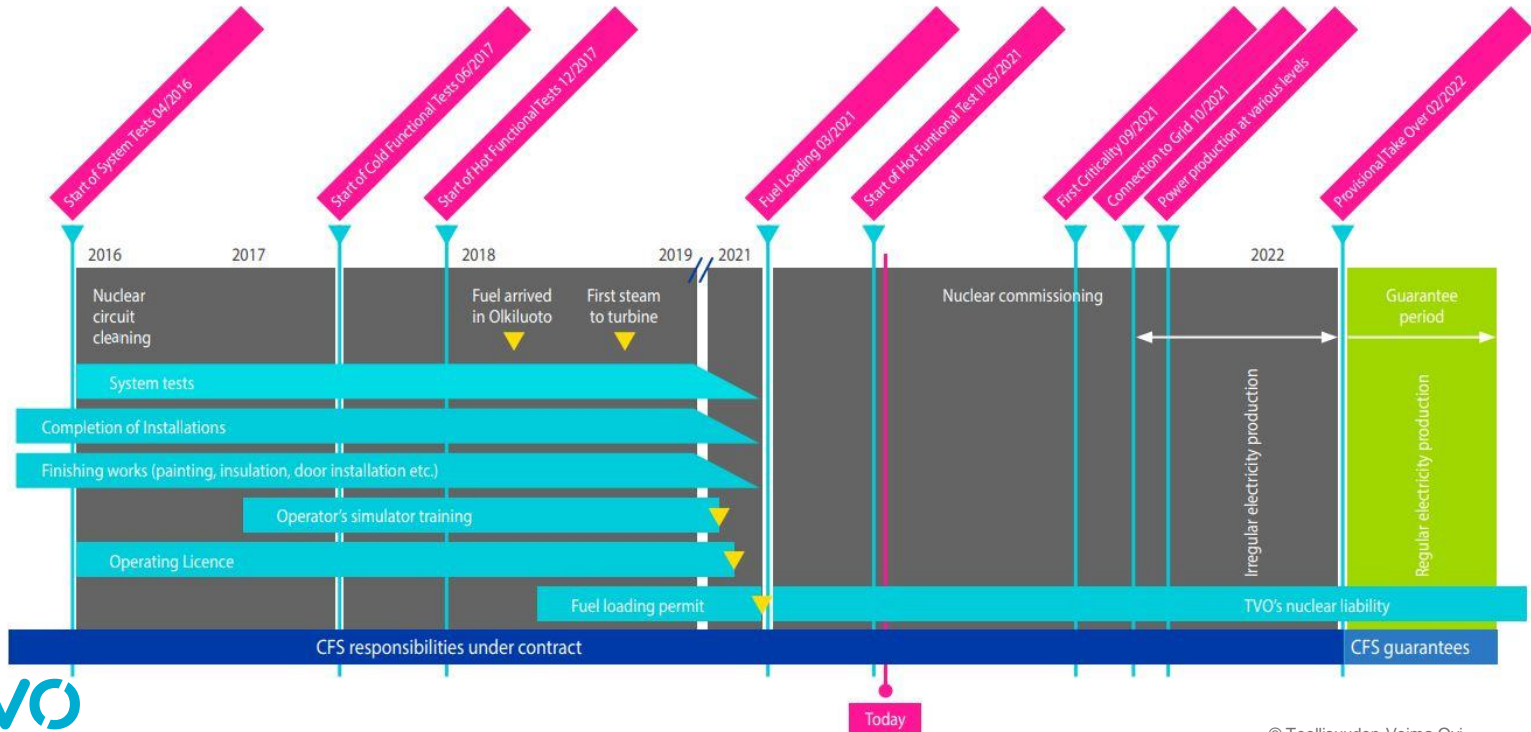 Start of System Tests 04/2016
Start of Cold Functional Tests 06/2017
Start of Hot Functional Tests 12/2017
Fuel Loading 03/2021
Start of Hot Funtional Test II 05/2021
First Criticality 09/2021
Connection to Grid 10/2021
Power production at various levels
Provisional Take Over 02/2022
2016
2017
2018
2019
2021
2022
Nuclear
circuit
cleaning
Fuel arrived
in Olkiluoto
First steam
to turbine
Nuclear commissioning
Guarantee
period
System tests
Completion of Installations
Finishing works (painting, insulation, door installation etc.)
Operator's simulator training
Operating Licence
Fuel loading permit
Irregular electricity production
Regular electricity production
TVO's nuclear liability
CFS responsibilities under contract
CFS guarantees
Today